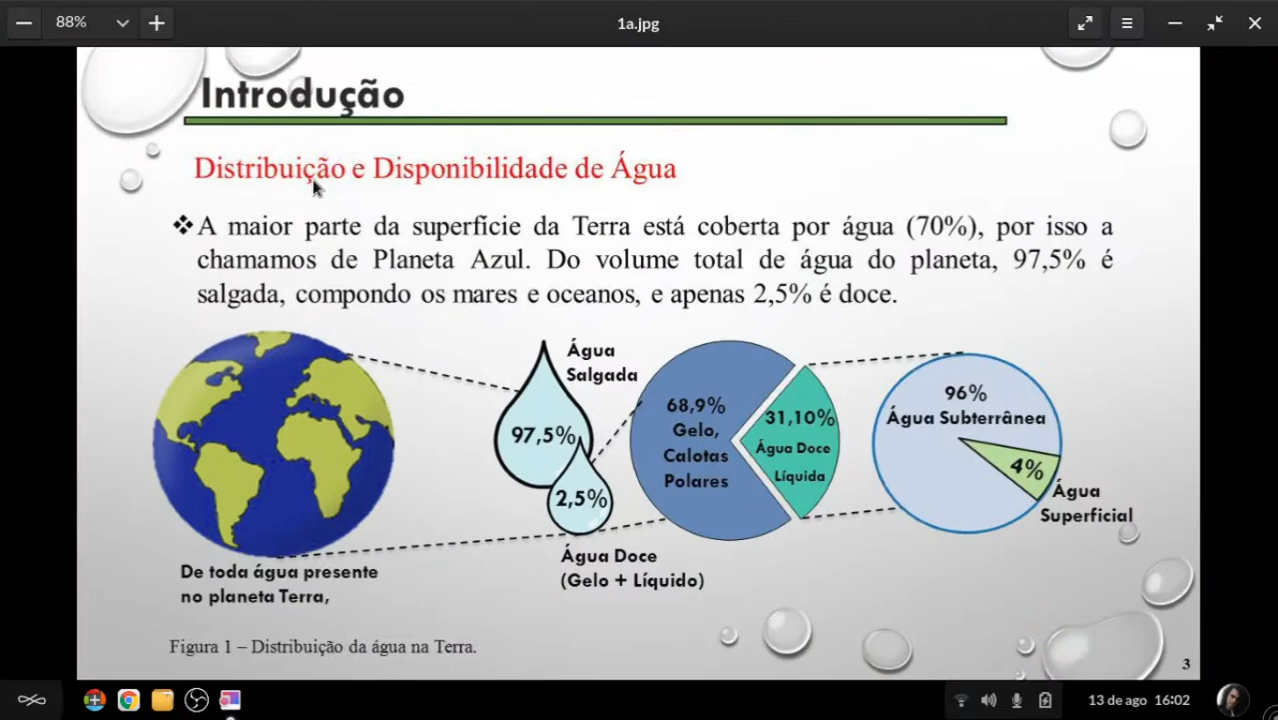 88%
1a.jpg
Introdução
Distribuição e Disponibilidade de Água
A maior parte da superfície da Terra está coberta por água (70%), por isso a
chamamos de Planeta Azul. Do volume total de água do planeta, 97,5% é
salgada, compondo os mares e oceanos, e apenas 2,5% é doce.
Água
Salgada
97,5%
2,5%
Água Doce
(Gelo + Líquido)
De toda água presente
no planeta Terra,
68,9%
Gelo,
Calotas
Polares
31,10%
Água Doce
Líquida
96%
Água Subterrânea
4%
Água
Superficial
Figura 1 – Distribuição da água na Terra.
3
13 de ago 16:02